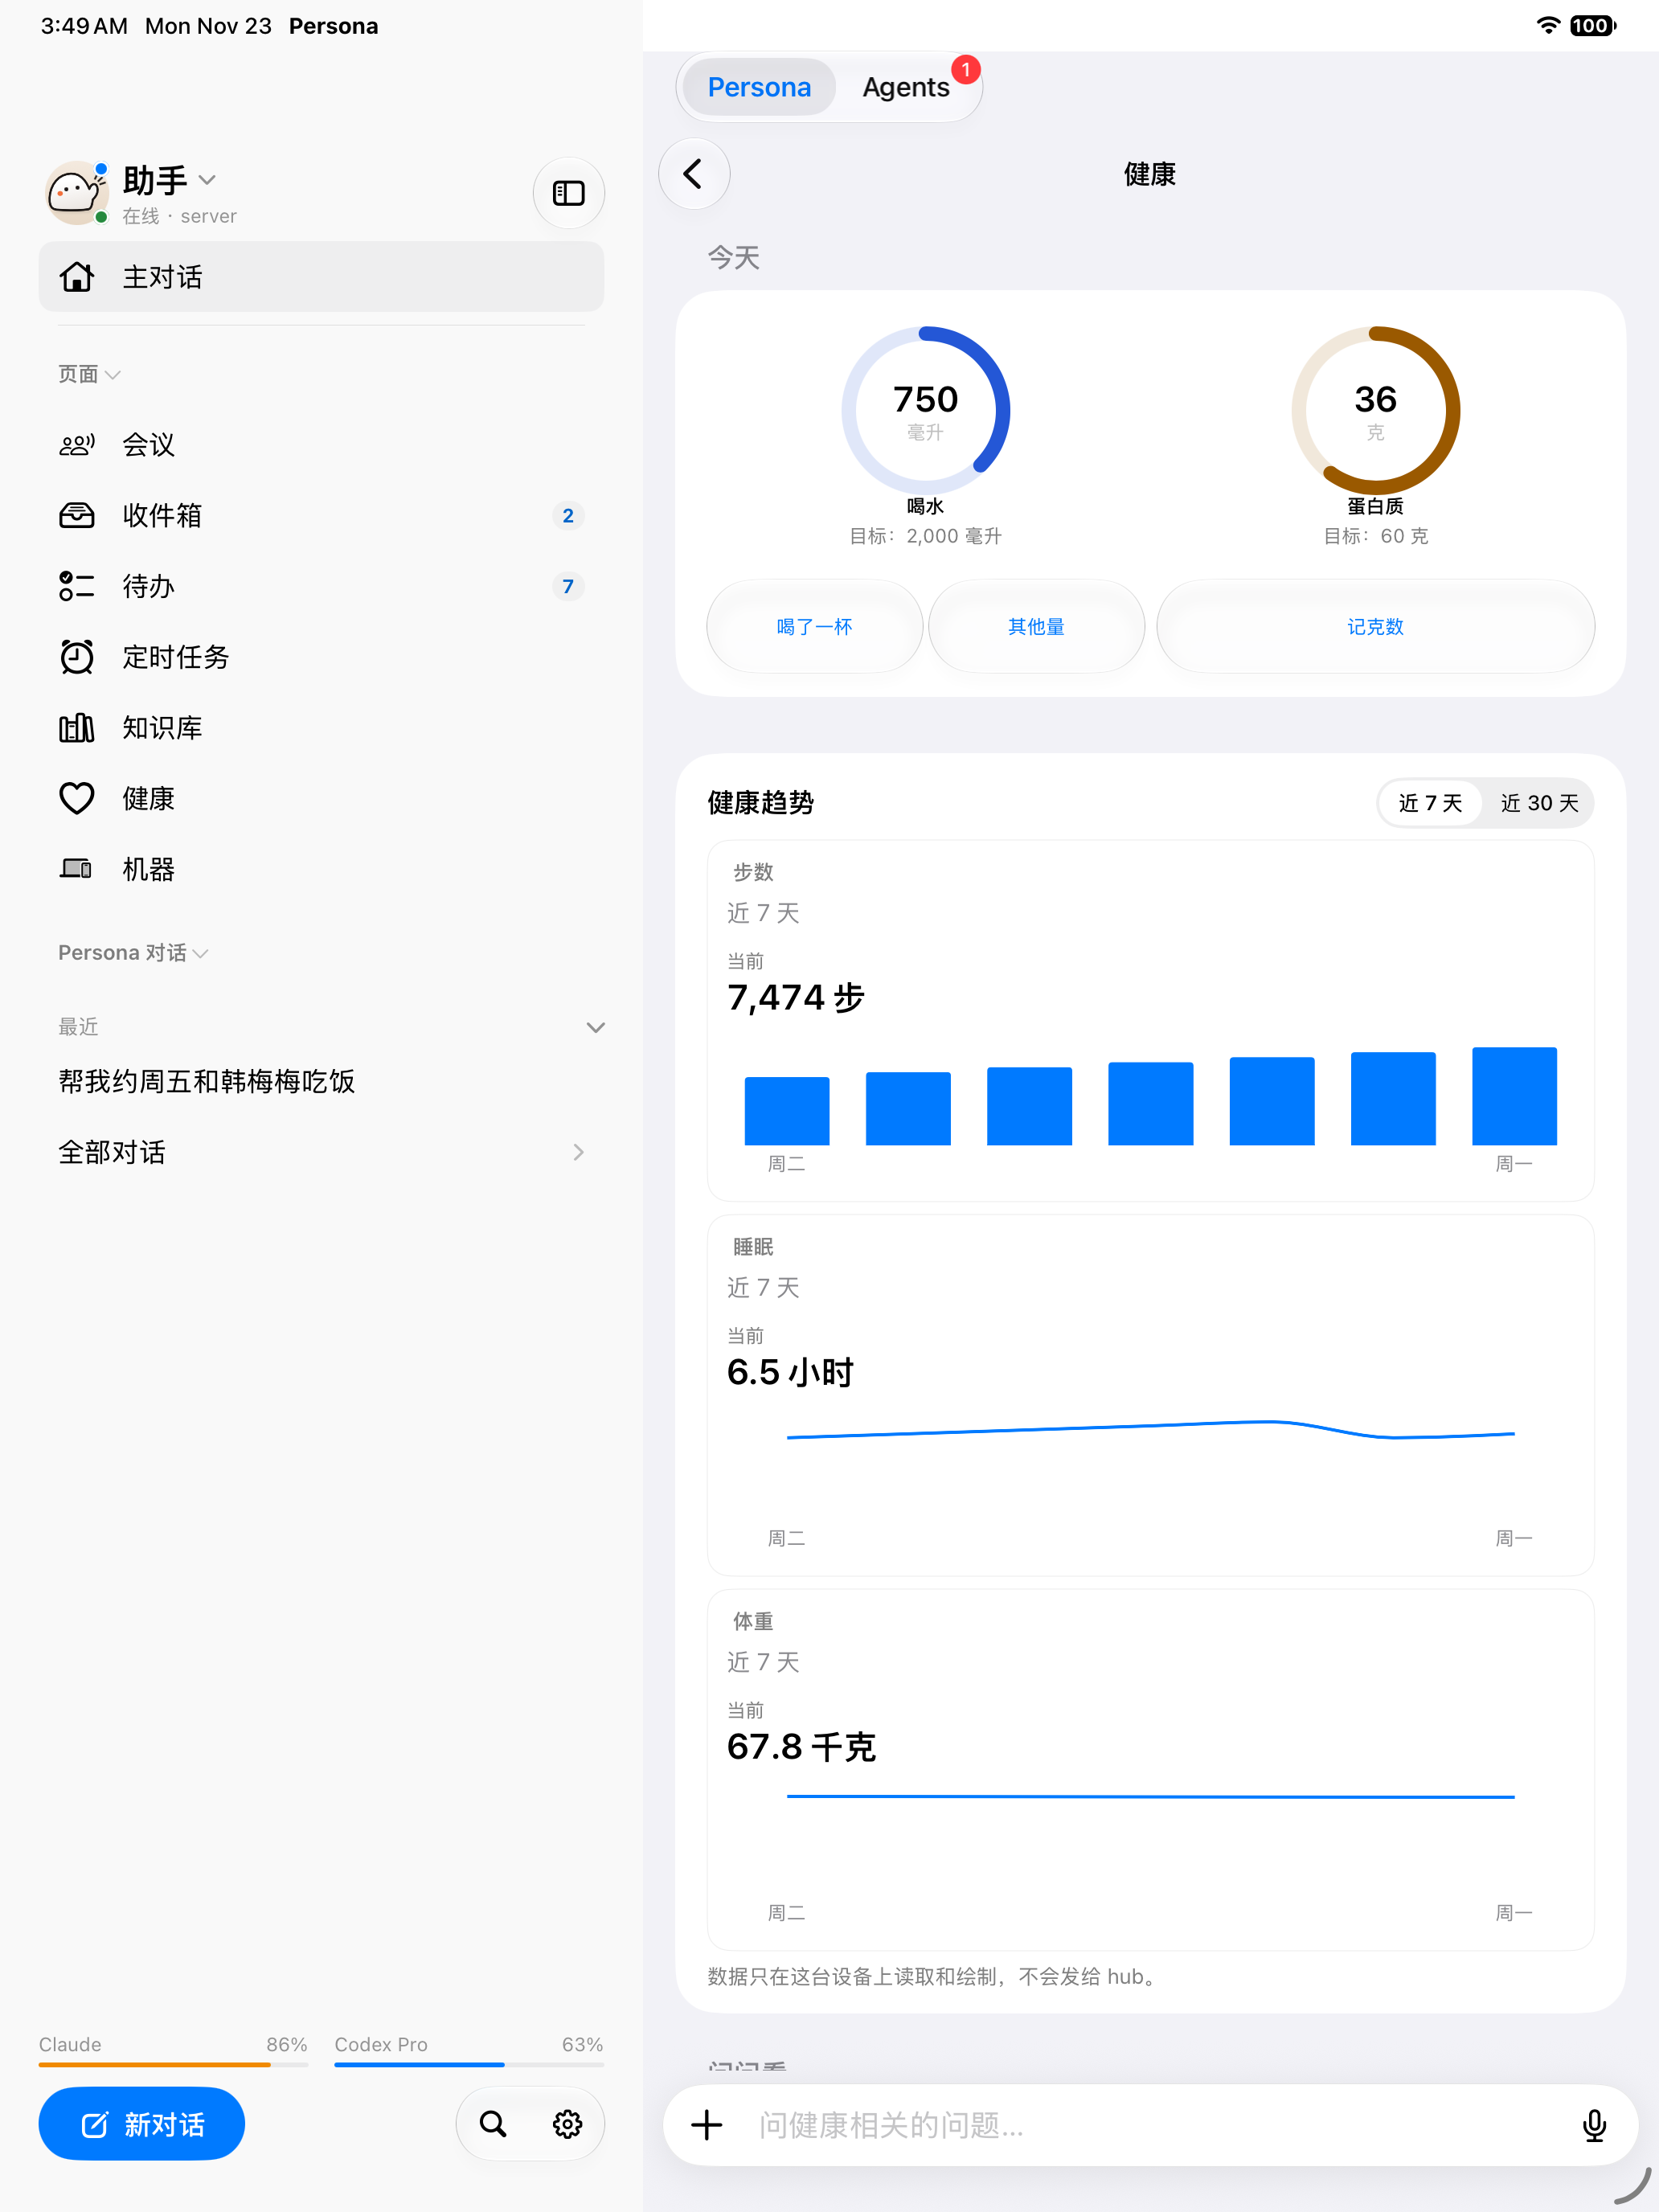 3:49 AM Mon Nov 23 Persona
100
助手
在线 · server
主对话
页面
会议
收件箱 2
待办 7
定时任务
知识库
健康
机器
Persona 对话
最近
帮我约周五和韩梅梅吃饭
全部对话
Claude 86%
Codex Pro 63%
新对话
Persona Agents 1
健康
今天
750
毫升
喝水
目标：2,000 毫升
36
克
蛋白质
目标：60 克
喝了一杯 其他量 记克数
健康趋势 近 7 天 近 30 天
步数
近 7 天
当前
7,474 步
周二 周一
睡眠
近 7 天
当前
6.5 小时
周二 周一
体重
近 7 天
当前
67.8 千克
周二 周一
数据只在这台设备上读取和绘制，不会发给 hub。
问健康相关的问题...